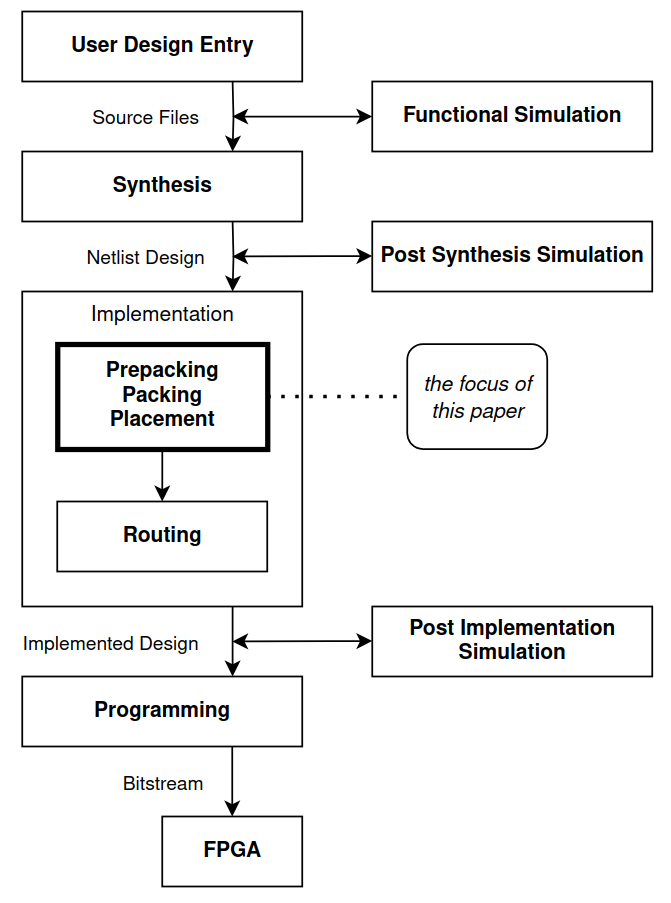 User Design Entry
Source Files
Functional Simulation
Synthesis
Netlist Design
Post Synthesis Simulation
Implementation
Prepacking
Packing
Placement
the focus of
this paper
Routing
Implemented Design
Post Implementation
Simulation
Programming
Bitstream
FPGA